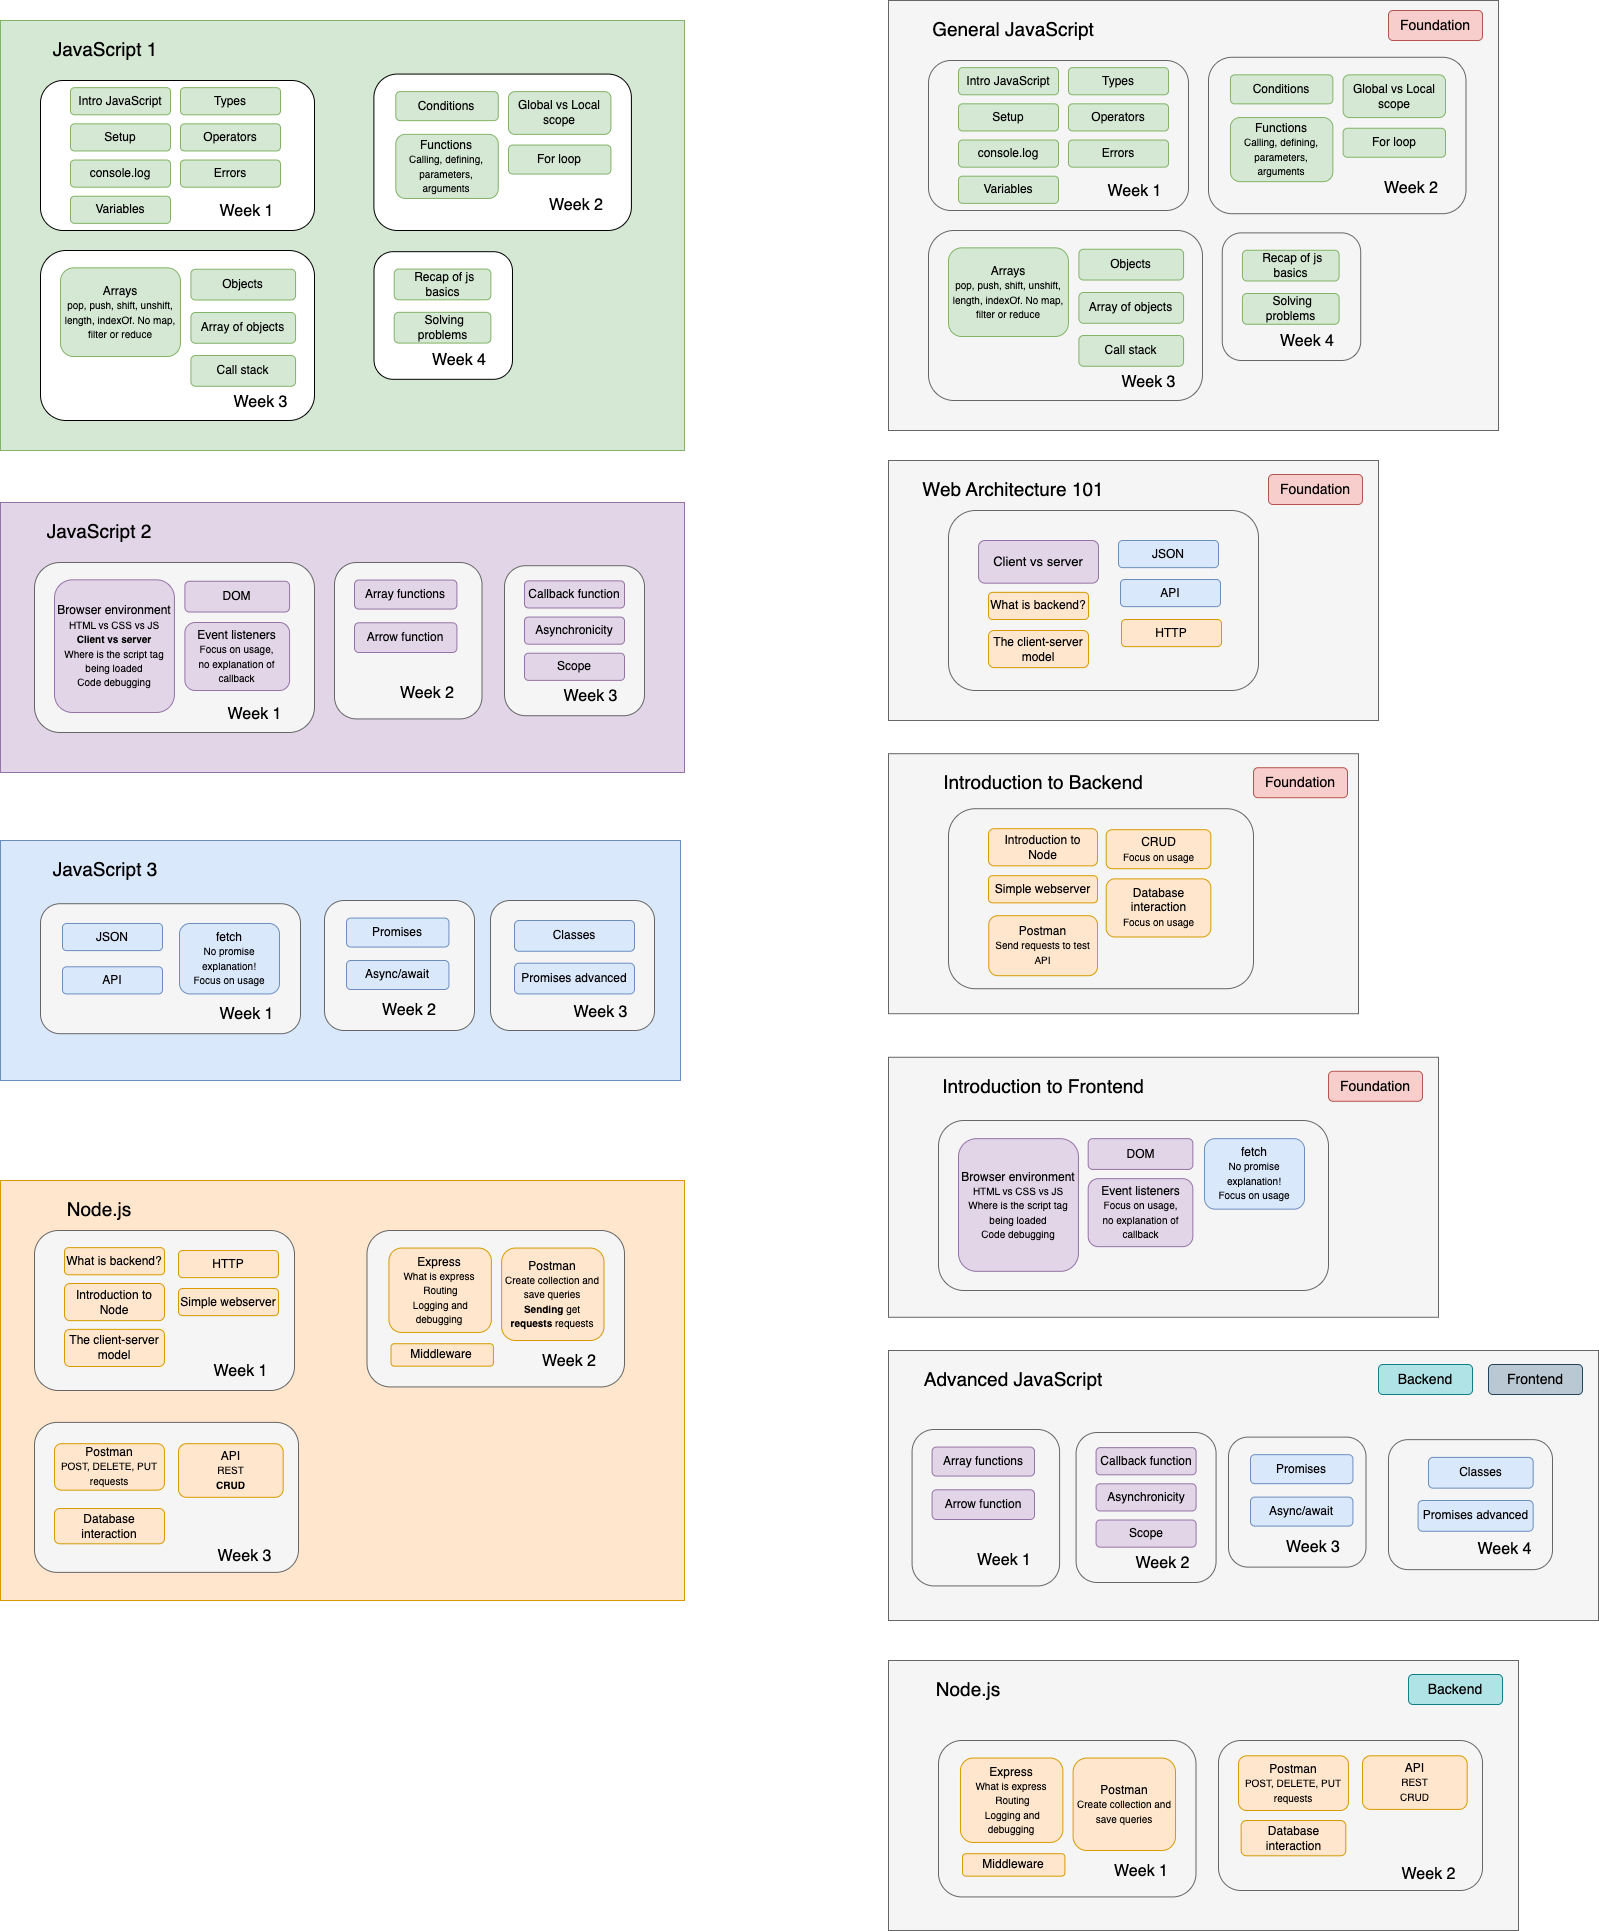 JavaScript 1
Intro JavaScript
Types
Setup
Operators
console.log
Errors
Variables
Week 1
Conditions
Global vs Local
scope
Functions
Calling, defining,
parameters,
arguments
For loop
Week 2
Arrays
pop, push, shift, unshift,
length, indexOf. No map,
filter or reduce
Objects
Array of objects
Call stack
Week 3
Recap of js
basics
Solving
problems
Week 4
JavaScript 2
Browser environment
HTML vs CSS vs JS
Client vs server
Where is the script tag
being loaded
Code debugging
DOM
Event listeners
Focus on usage,
no explanation of
callback
Week 1
Array functions
Arrow function
Week 2
Callback function
Asynchronicity
Scope
Week 3
JavaScript 3
JSON
API
fetch
No promise
explanation!
Focus on usage
Week 1
Promises
Async/await
Week 2
Classes
Promises advanced
Week 3
Node.js
What is backend?
HTTP
Introduction to
Node
Simple webserver
The client-server
model
Week 1
Express
What is express
Routing
Logging and
debugging
Postman
Create collection and
save queries
Sending get
requests requests
Middleware
Week 2
Postman
POST, DELETE, PUT
requests
API
REST
CRUD
Database
interaction
Week 3
General JavaScript
Foundation
Intro JavaScript
Types
Setup
Operators
console.log
Errors
Variables
Week 1
Conditions
Global vs Local
scope
Functions
Calling, defining,
parameters,
arguments
For loop
Week 2
Arrays
pop, push, shift, unshift,
length, indexOf. No map,
filter or reduce
Objects
Array of objects
Call stack
Week 3
Recap of js
basics
Solving
problems
Week 4
Web Architecture 101
Foundation
Client vs server
JSON
What is backend?
API
The client-server
model
HTTP
Introduction to Backend
Foundation
Introduction to
Node
CRUD
Focus on usage
Simple webserver
Database
interaction
Focus on usage
Postman
Send requests to test
API
Introduction to Frontend
Foundation
Browser environment
HTML vs CSS vs JS
Where is the script tag
being loaded
Code debugging
DOM
Event listeners
Focus on usage,
no explanation of
callback
fetch
No promise
explanation!
Focus on usage
Advanced JavaScript
Backend
Frontend
Array functions
Arrow function
Week 1
Callback function
Asynchronicity
Scope
Week 2
Promises
Async/await
Week 3
Classes
Promises advanced
Week 4
Node.js
Backend
Express
What is express
Routing
Logging and
debugging
Postman
Create collection and
save queries
Middleware
Week 1
Postman
POST, DELETE, PUT
requests
API
REST
CRUD
Database
interaction
Week 2